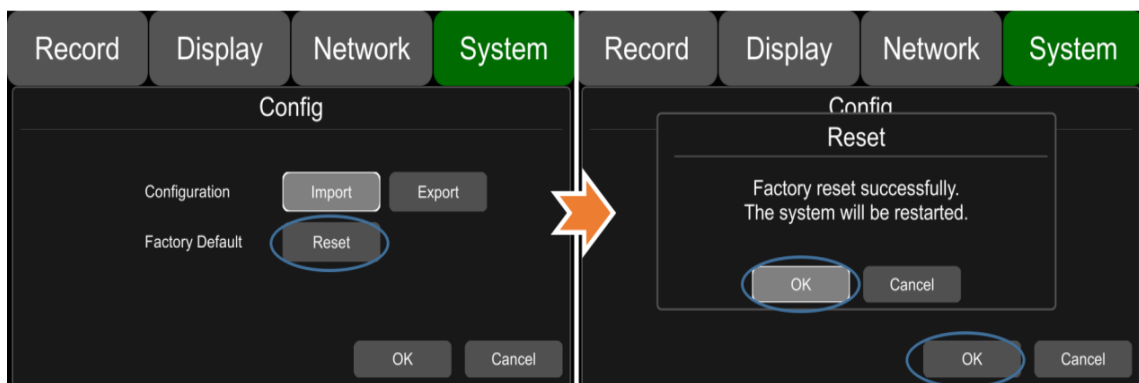 Record Display Network System
Config
Configuration Import Export
Factory Default Reset
OK Cancel
Record Display Network System
Config
Reset
Factory reset successfully.
The system will be restarted.
OK Cancel
OK Cancel